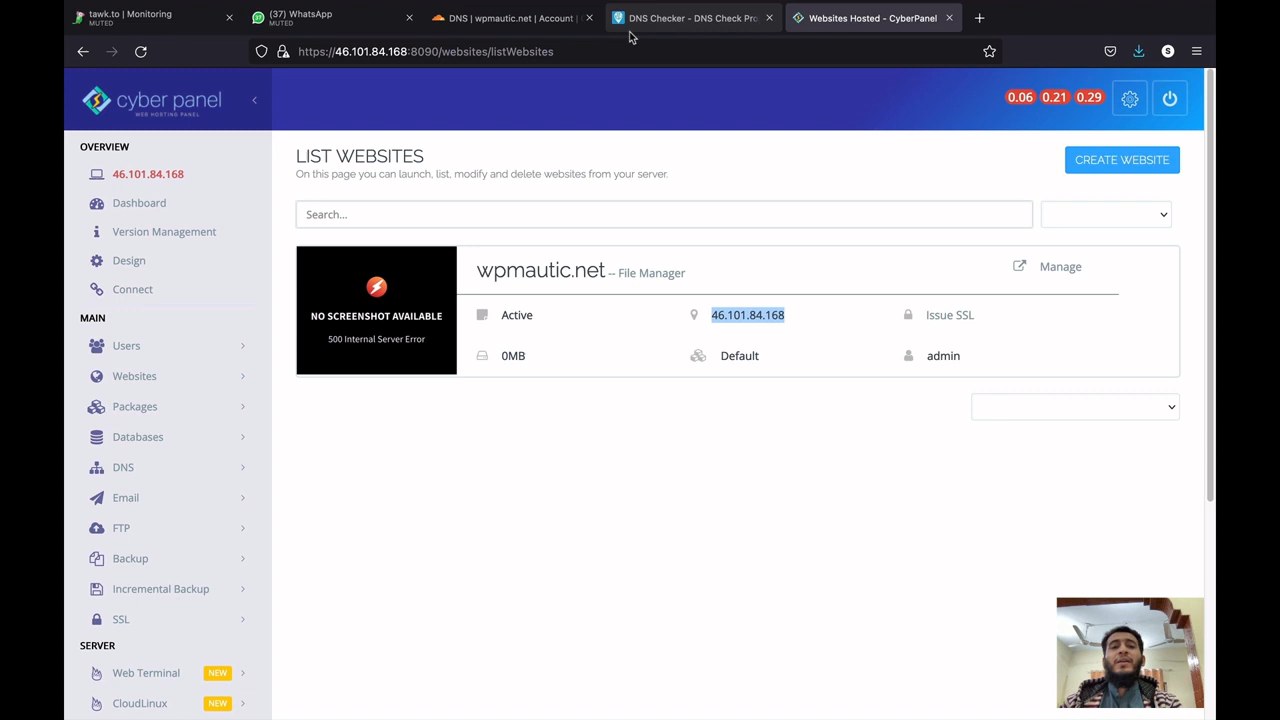 tawk.to | Monitoring
MUTED
(37) WhatsApp
MUTED
DNS | wpmautic.net | Account |
DNS Checker - DNS Check Pro
Websites Hosted - CyberPanel
https://46.101.84.168:8090/websites/listWebsites
S
cyber panel
WEB HOSTING PANEL
0.06 0.21 0.29
OVERVIEW
46.101.84.168
Dashboard
Version Management
Design
Connect
MAIN
Users
Websites
Packages
Databases
DNS
Email
FTP
Backup
Incremental Backup
SSL
SERVER
Web Terminal NEW
CloudLinux NEW
LIST WEBSITES
On this page you can launch, list, modify and delete websites from your server.
CREATE WEBSITE
Search...
NO SCREENSHOT AVAILABLE
500 Internal Server Error
wpmautic.net -- File Manager
Manage
Active
46.101.84.168
Issue SSL
0MB
Default
admin